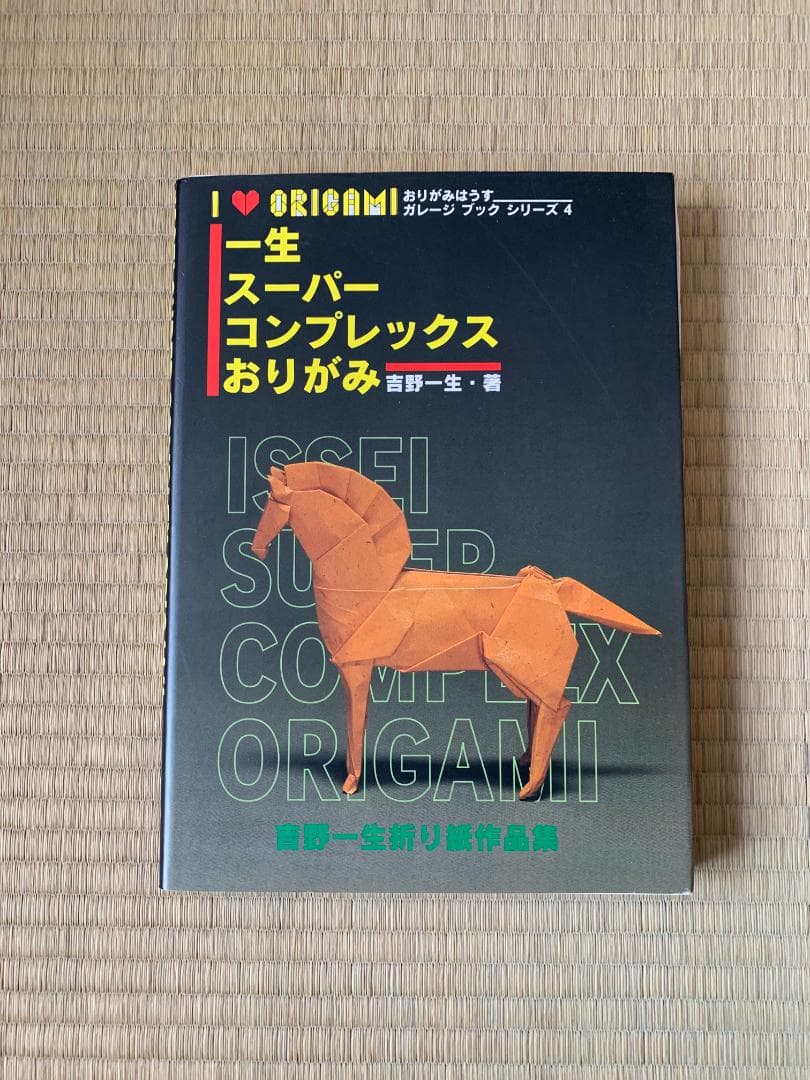 I ♥ ORIGAMI おりがみはうす
ガレージ ブック シリーズ 4
一生
スーパー
コンプレックス
おりがみ 吉野一生・著
ISSEI
SUPER
COMPLEX
ORIGAMI
吉野一生折り紙作品集